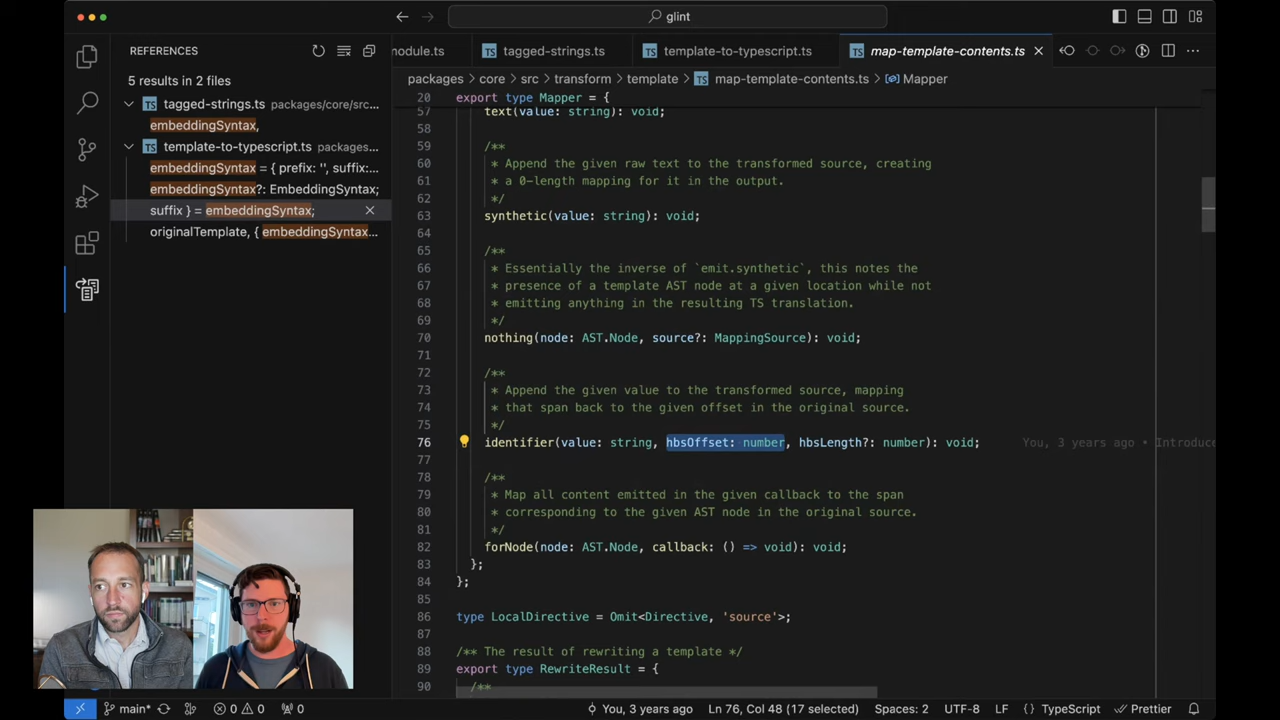 glint
REFERENCES
5 results in 2 files
tagged-strings.ts packages/core/src...
embeddingSyntax,
template-to-typescript.ts packages...
embeddingSyntax = { prefix: '', suffix:...
embeddingSyntax?: EmbeddingSyntax;
suffix } = embeddingSyntax;
originalTemplate, { embeddingSyntax...
module.ts tagged-strings.ts template-to-typescript.ts map-template-contents.ts
packages > core > src > transform > template > map-template-contents.ts > Mapper
20 export type Mapper = {
57 text(value: string): void;
58
59 /**
60 * Append the given raw text to the transformed source, creating
61 * a 0-length mapping for it in the output.
62 */
63 synthetic(value: string): void;
64
65 /**
66 * Essentially the inverse of `emit.synthetic`, this notes the
67 * presence of a template AST node at a given location while not
68 * emitting anything in the resulting TS translation.
69 */
70 nothing(node: AST.Node, source?: MappingSource): void;
71
72 /**
73 * Append the given value to the transformed source, mapping
74 * that span back to the given offset in the original source.
75 */
76 identifier(value: string, hbsOffset: number, hbsLength?: number): void; You, 3 years ago • Introduce
77
78 /**
79 * Map all content emitted in the given callback to the span
80 * corresponding to the given AST node in the original source.
81 */
82 forNode(node: AST.Node, callback: () => void): void;
83 };
84 };
85
86 type LocalDirective = Omit<Directive, 'source'>;
87
88 /** The result of rewriting a template */
89 export type RewriteResult = {
90 /**
main* 0 0 0 You, 3 years ago Ln 76, Col 48 (17 selected) Spaces: 2 UTF-8 LF {} TypeScript Prettier